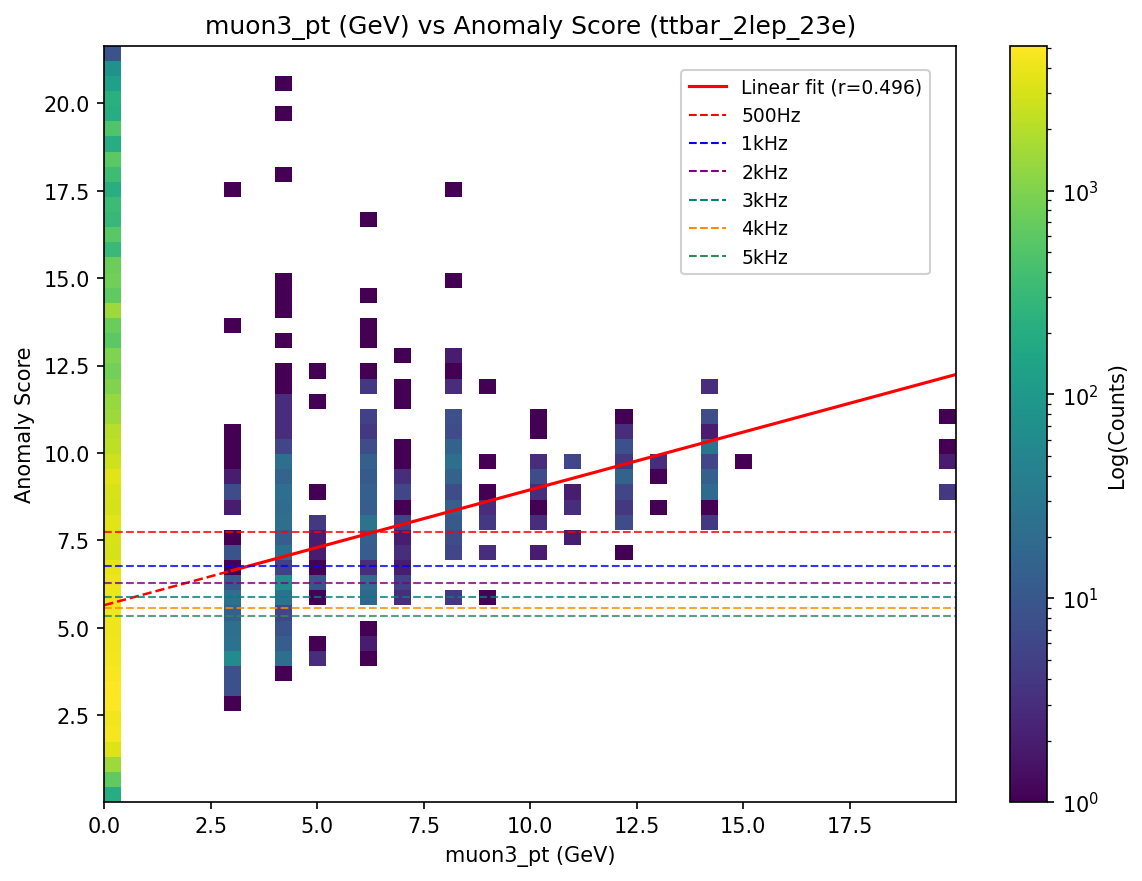 muon3_pt (GeV) vs Anomaly Score (ttbar_2lep_23e)
Linear fit (r=0.496)
500Hz
1kHz
2kHz
3kHz
4kHz
5kHz
Anomaly Score
20.0
17.5
15.0
12.5
10.0
7.5
5.0
2.5
0.0
2.5
5.0
7.5
10.0
12.5
15.0
17.5
muon3_pt (GeV)
10³
10²
10¹
10⁰
Log(Counts)